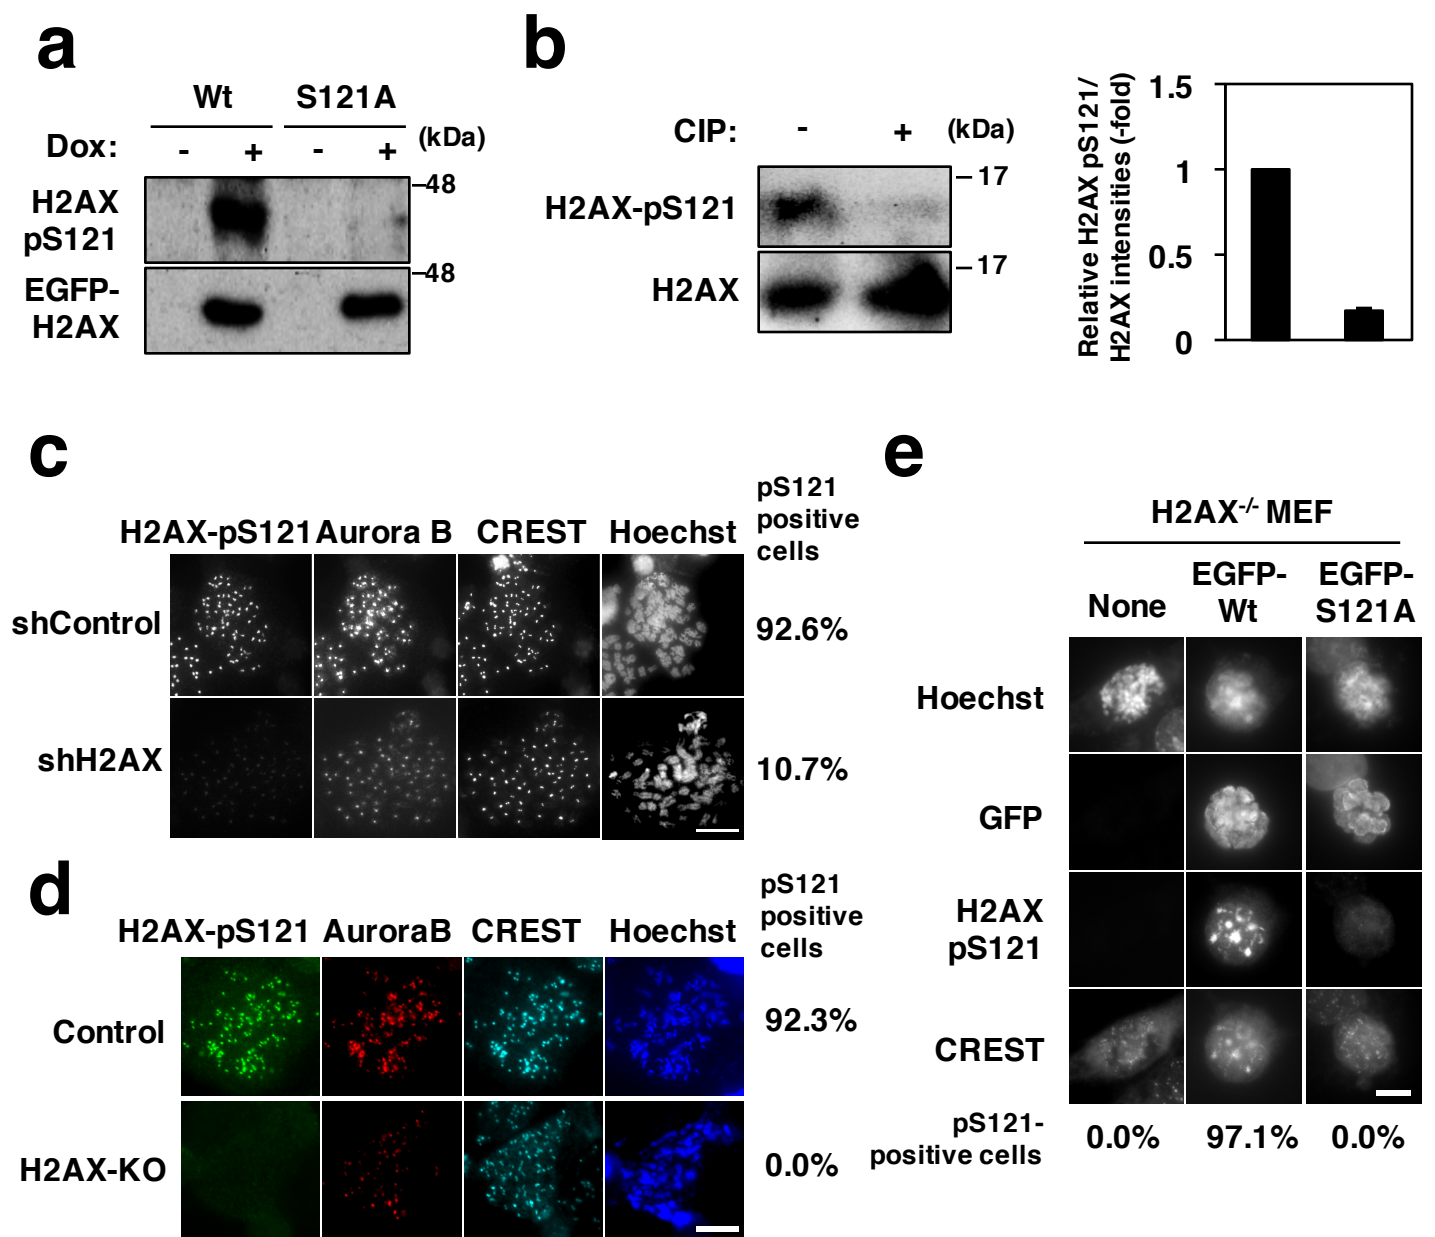 a
Wt S121A
Dox: - + - + (kDa)
H2AX
pS121
48
EGFP-
H2AX
48
b
CIP: - + (kDa)
H2AX-pS121
17
H2AX
17
Relative H2AX pS121/
H2AX intensities (-fold)
1.5
1
0.5
0
c
H2AX-pS121 Aurora B CREST Hoechst
pS121
positive
cells
shControl
92.6%
shH2AX
10.7%
d
H2AX-pS121 AuroraB CREST Hoechst
pS121
positive
cells
Control
92.3%
H2AX-KO
0.0%
e
H2AX-/- MEF
None
EGFP-
Wt
EGFP-
S121A
Hoechst
GFP
H2AX
pS121
CREST
pS121-
positive cells
0.0% 97.1% 0.0%